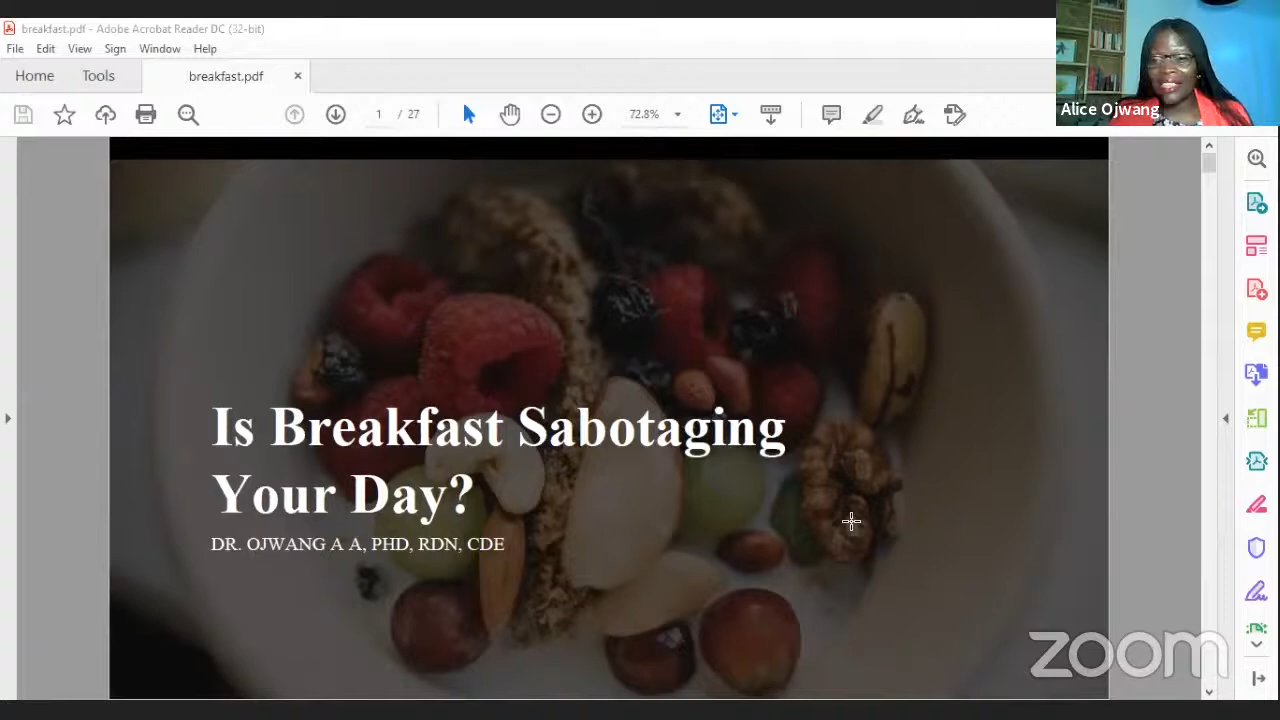 breakfast.pdf - Adobe Acrobat Reader DC (32-bit)
File Edit View Sign Window Help
Home Tools breakfast.pdf ×
1 / 27 72.8%
Alice Ojwang
Is Breakfast Sabotaging
Your Day?
DR. OJWANG A A, PHD, RDN, CDE
zoom